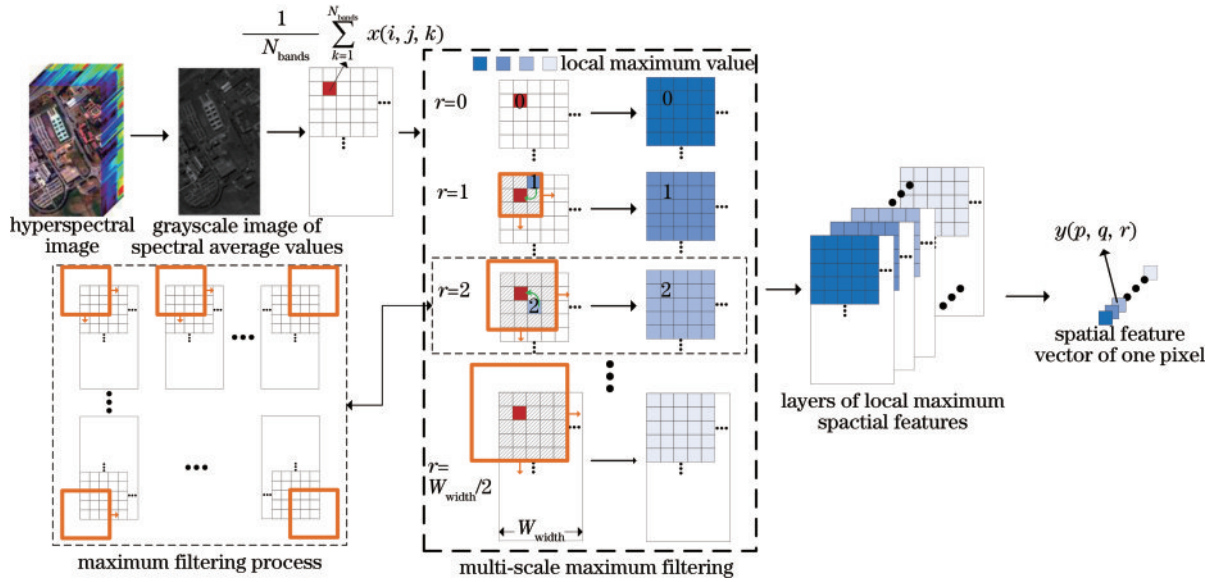 1
N_bands
N_bands
∑
k=1
x(i, j, k)
hyperspectral
image
grayscale image of
spectral average values
local maximum value
r=0
0
0
r=1
1
1
r=2
2
2
r=
W_width/2
W_width
multi-scale maximum filtering
maximum filtering process
layers of local maximum
spactial features
y(p, q, r)
spatial feature
vector of one pixel